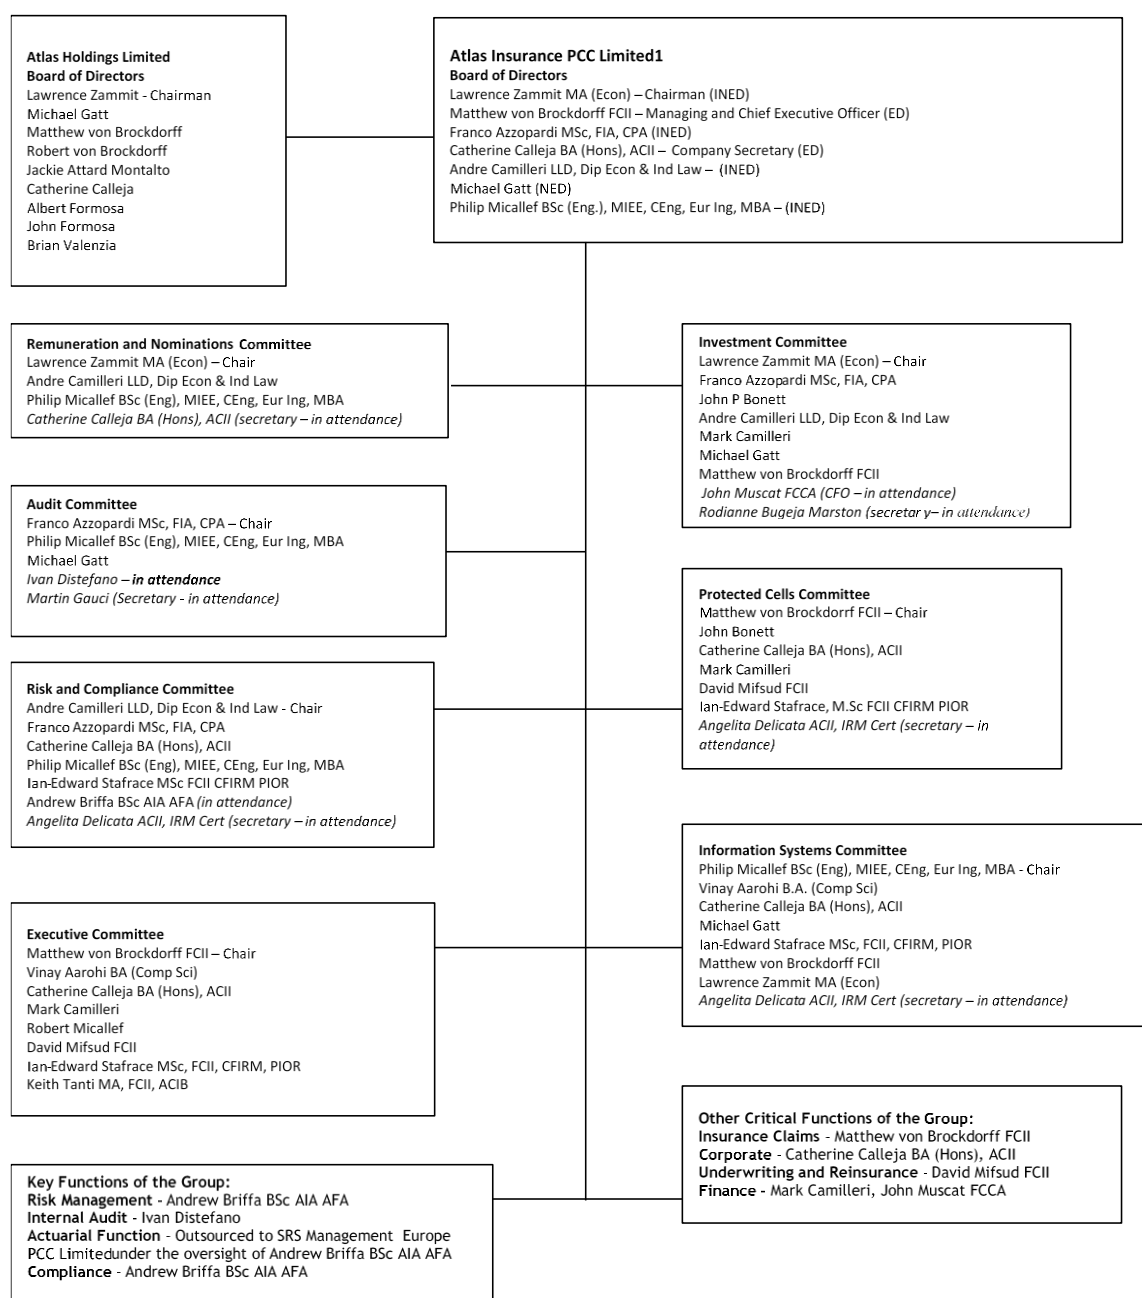 Atlas Holdings Limited
Board of Directors
Lawrence Zammit - Chairman
Michael Gatt
Matthew von Brockdorff
Robert von Brockdorff
Jackie Attard Montalto
Catherine Calleja
Albert Formosa
John Formosa
Brian Valenzia
Atlas Insurance PCC Limited1
Board of Directors
Lawrence Zammit MA (Econ) – Chairman (INED)
Matthew von Brockdorff FCII – Managing and Chief Executive Officer (ED)
Franco Azzopardi MSc, FIA, CPA (INED)
Catherine Calleja BA (Hons), ACII – Company Secretary (ED)
Andre Camilleri LLD, Dip Econ & Ind Law – (INED)
Michael Gatt (NED)
Philip Micallef BSc (Eng.), MIEE, CEng, Eur Ing, MBA – (INED)
Remuneration and Nominations Committee
Lawrence Zammit MA (Econ) – Chair
Andre Camilleri LLD, Dip Econ & Ind Law
Philip Micallef BSc (Eng), MIEE, CEng, Eur Ing, MBA
Catherine Calleja BA (Hons), ACII (secretary – in attendance)
Investment Committee
Lawrence Zammit MA (Econ) – Chair
Franco Azzopardi MSc, FIA, CPA
John P Bonett
Andre Camilleri LLD, Dip Econ & Ind Law
Mark Camilleri
Michael Gatt
Matthew von Brockdorff FCII
John Muscat FCCA (CFO – in attendance)
Rodianne Bugeja Marston (secretar y– in attendance)
Audit Committee
Franco Azzopardi MSc, FIA, CPA – Chair
Philip Micallef BSc (Eng), MIEE, CEng, Eur Ing, MBA
Michael Gatt
Ivan Distefano – in attendance
Martin Gauci (Secretary - in attendance)
Protected Cells Committee
Matthew von Brockdorrf FCII – Chair
John Bonett
Catherine Calleja BA (Hons), ACII
Mark Camilleri
David Mifsud FCII
Ian-Edward Stafrace, M.Sc FCII CFIRM PIOR
Angelita Delicata ACII, IRM Cert (secretary – in
attendance)
Risk and Compliance Committee
Andre Camilleri LLD, Dip Econ & Ind Law - Chair
Franco Azzopardi MSc, FIA, CPA
Catherine Calleja BA (Hons), ACII
Philip Micallef BSc (Eng), MIEE, CEng, Eur Ing, MBA
Ian-Edward Stafrace MSc FCII CFIRM PIOR
Andrew Briffa BSc AIA AFA (in attendance)
Angelita Delicata ACII, IRM Cert (secretary – in attendance)
Information Systems Committee
Philip Micallef BSc (Eng), MIEE, CEng, Eur Ing, MBA - Chair
Vinay Aarohi B.A. (Comp Sci)
Catherine Calleja BA (Hons), ACII
Michael Gatt
Ian-Edward Stafrace MSc, FCII, CFIRM, PIOR
Matthew von Brockdorff FCII
Lawrence Zammit MA (Econ)
Angelita Delicata ACII, IRM Cert (secretary – in attendance)
Executive Committee
Matthew von Brockdorff FCII – Chair
Vinay Aarohi BA (Comp Sci)
Catherine Calleja BA (Hons), ACII
Mark Camilleri
Robert Micallef
David Mifsud FCII
Ian-Edward Stafrace MSc, FCII, CFIRM, PIOR
Keith Tanti MA, FCII, ACIB
Other Critical Functions of the Group:
Insurance Claims - Matthew von Brockdorff FCII
Corporate - Catherine Calleja BA (Hons), ACII
Underwriting and Reinsurance - David Mifsud FCII
Finance - Mark Camilleri, John Muscat FCCA
Key Functions of the Group:
Risk Management - Andrew Briffa BSc AIA AFA
Internal Audit - Ivan Distefano
Actuarial Function - Outsourced to SRS Management Europe
PCC Limitedunder the oversight of Andrew Briffa BSc AIA AFA
Compliance - Andrew Briffa BSc AIA AFA